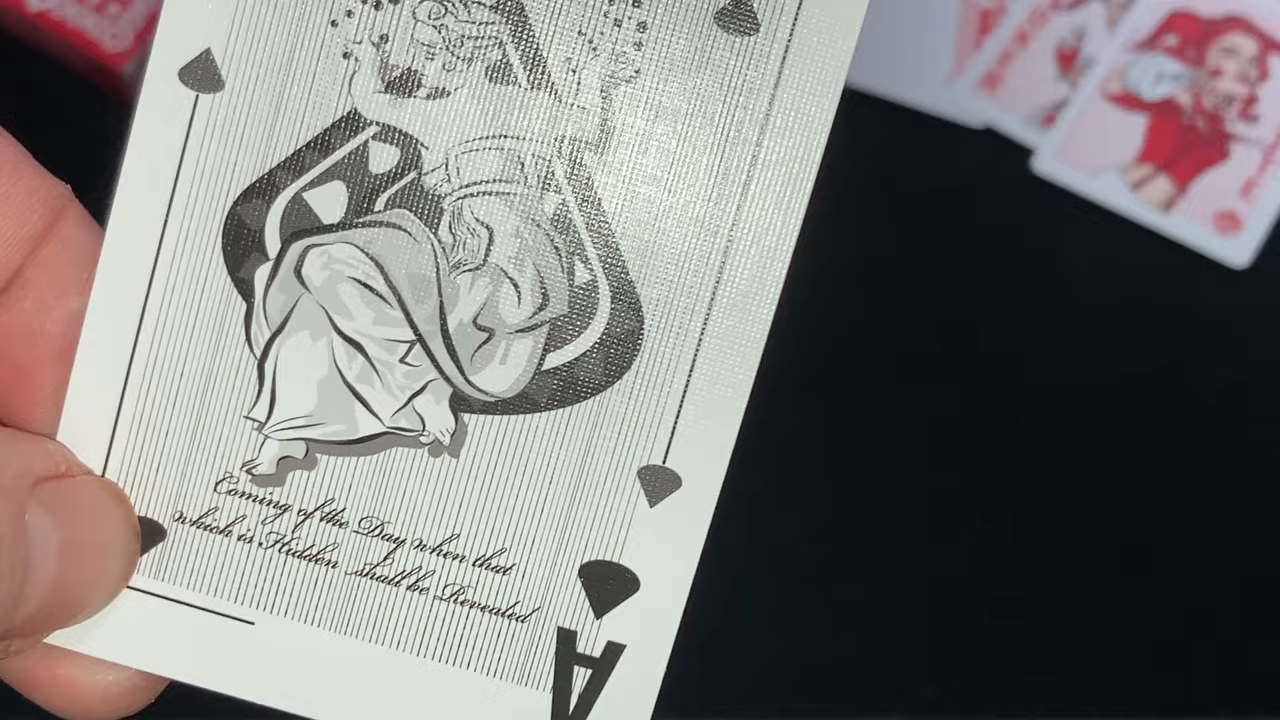 Coming of the Day when that
which is Hidden shall be Revealed
A